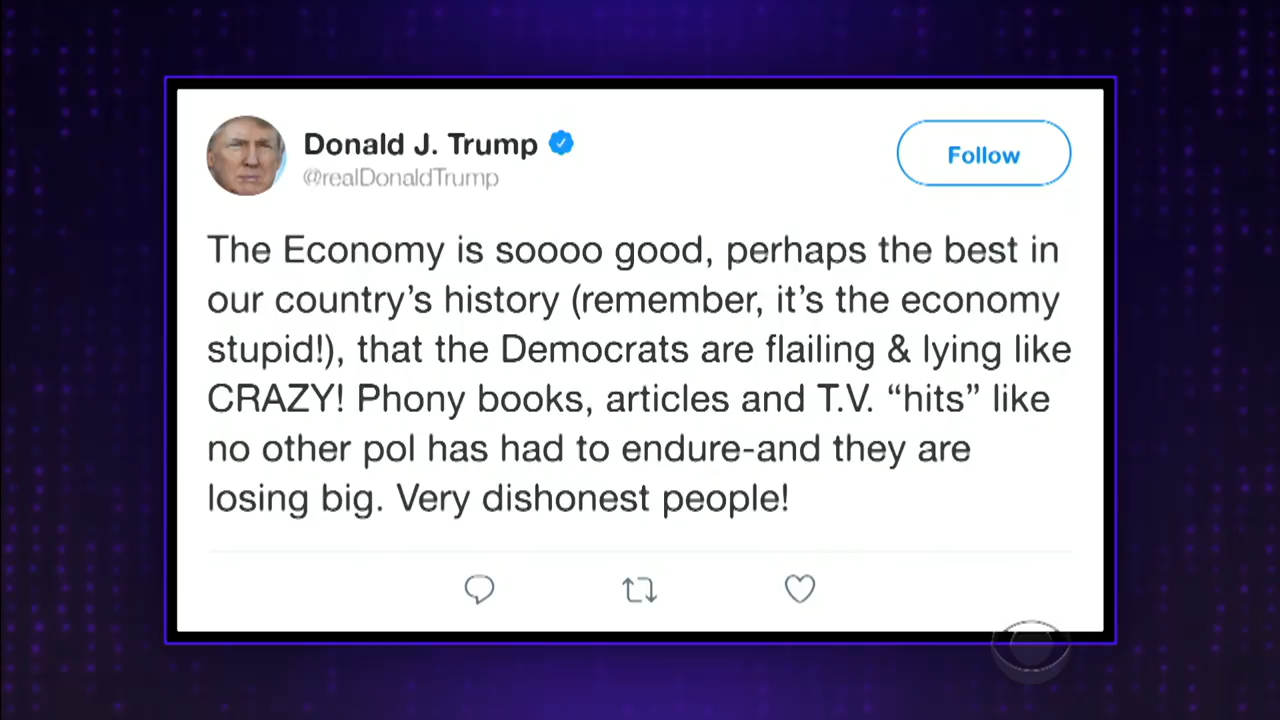 Donald J. Trump
@realDonaldTrump
Follow
The Economy is soooo good, perhaps the best in
our country’s history (remember, it’s the economy
stupid!), that the Democrats are flailing & lying like
CRAZY! Phony books, articles and T.V. “hits” like
no other pol has had to endure-and they are
losing big. Very dishonest people!